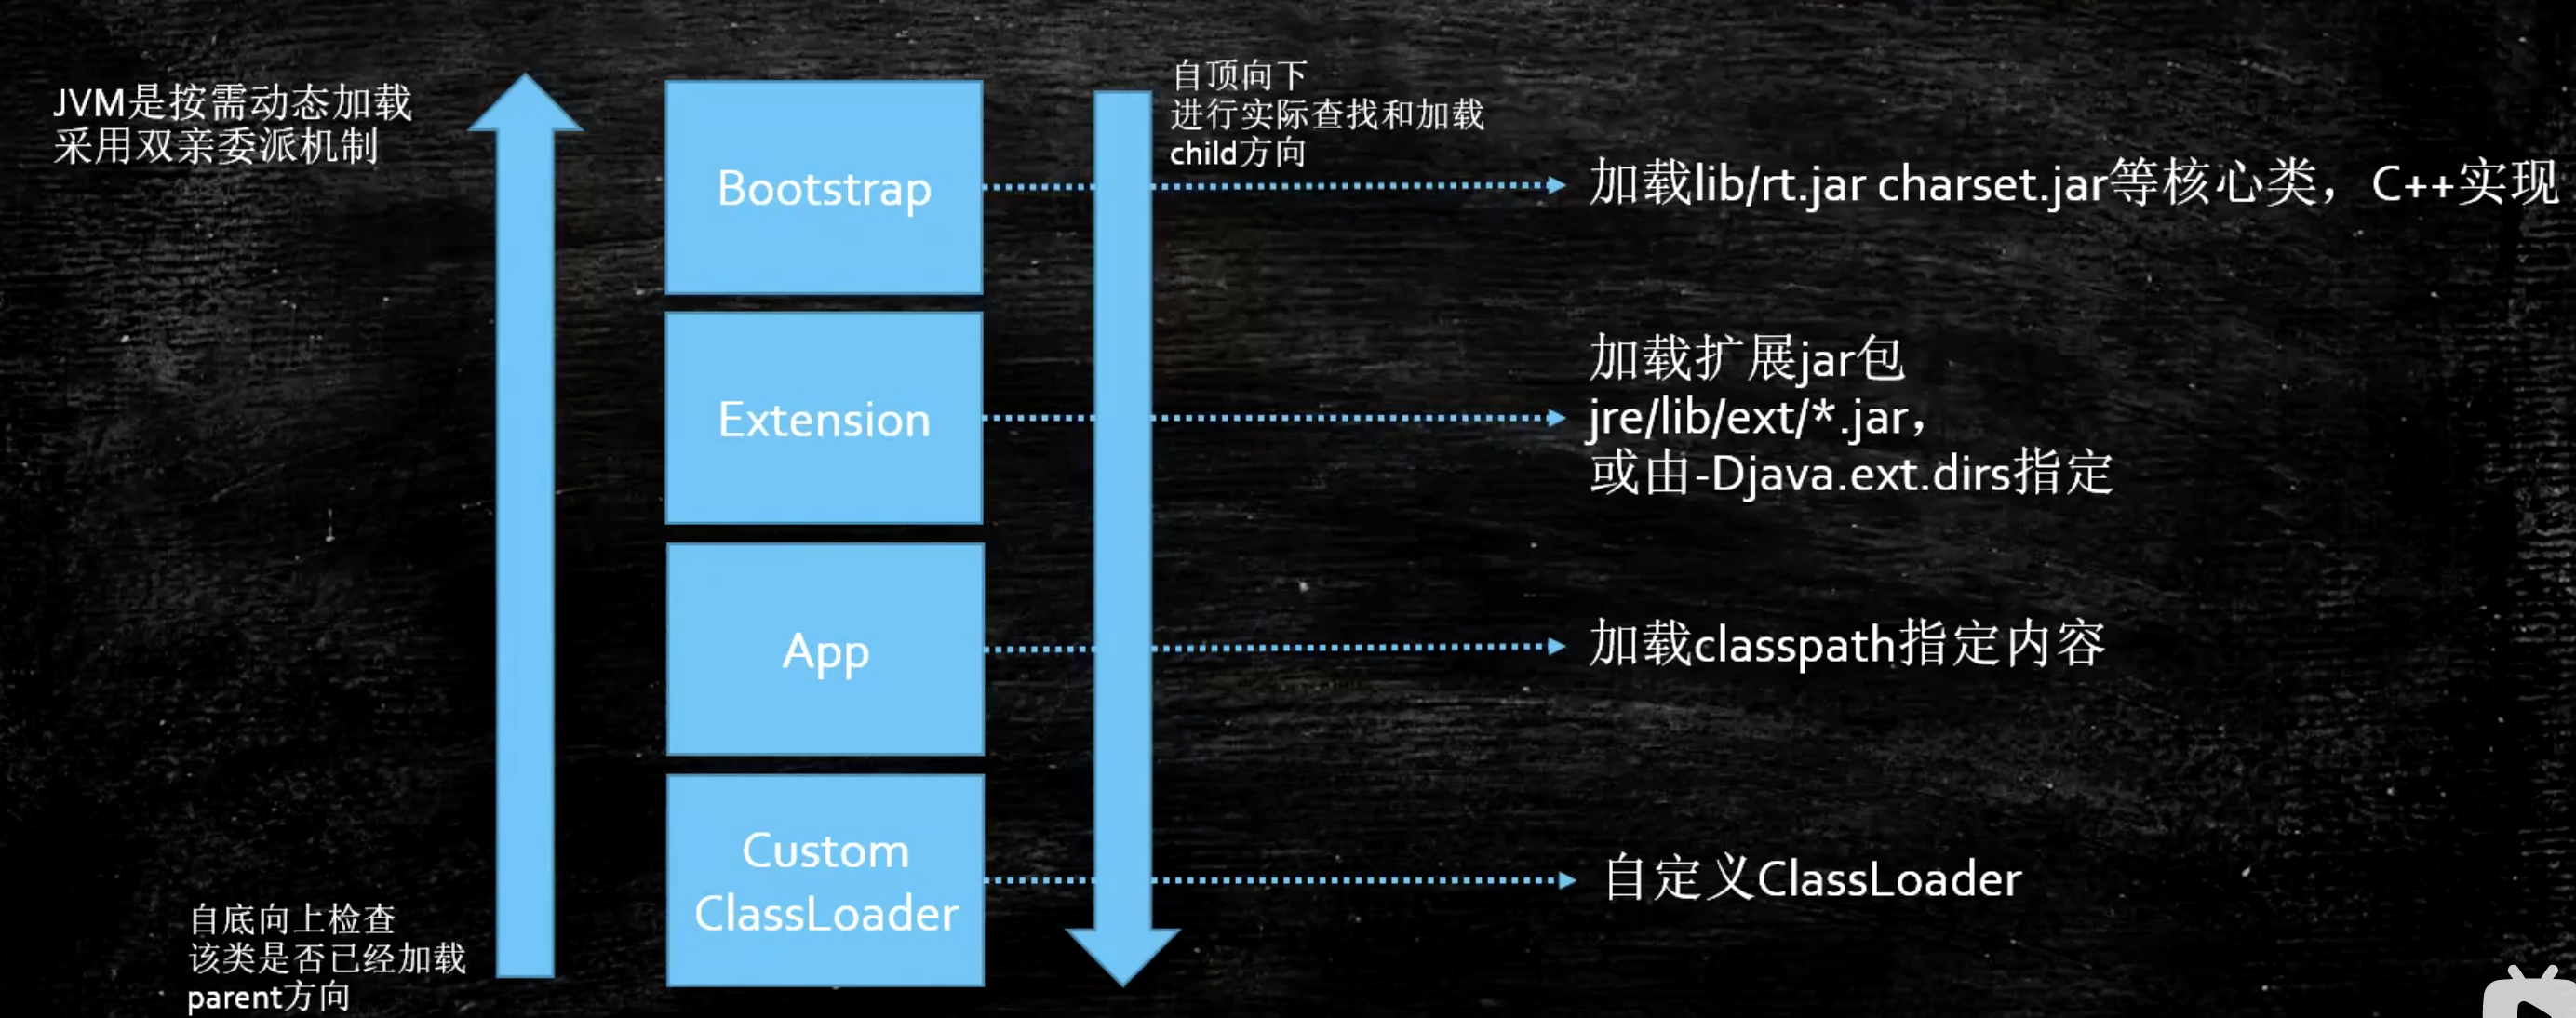 JVM是按需动态加载
采用双亲委派机制
自底向上检查
该类是否已经加载
parent方向
Bootstrap
Extension
App
Custom
ClassLoader
自顶向下
进行实际查找和加载
child方向
加载lib/rt.jar charset.jar等核心类，C++实现
加载扩展jar包
jre/lib/ext/*.jar，
或由-Djava.ext.dirs指定
加载classpath指定内容
自定义ClassLoader